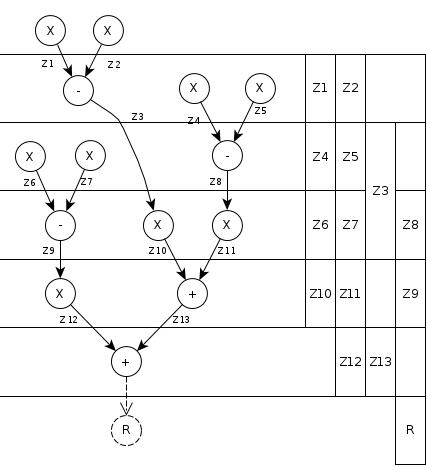 X X
Z1 Z2
- X X Z1 Z2
Z3 Z4 Z5
X X - Z4 Z5
Z6 Z7 Z8 Z3
- X X Z6 Z7 Z8
Z9 Z10 Z11
X + Z10 Z11 Z9
Z12 Z13
+ Z12 Z13
R R